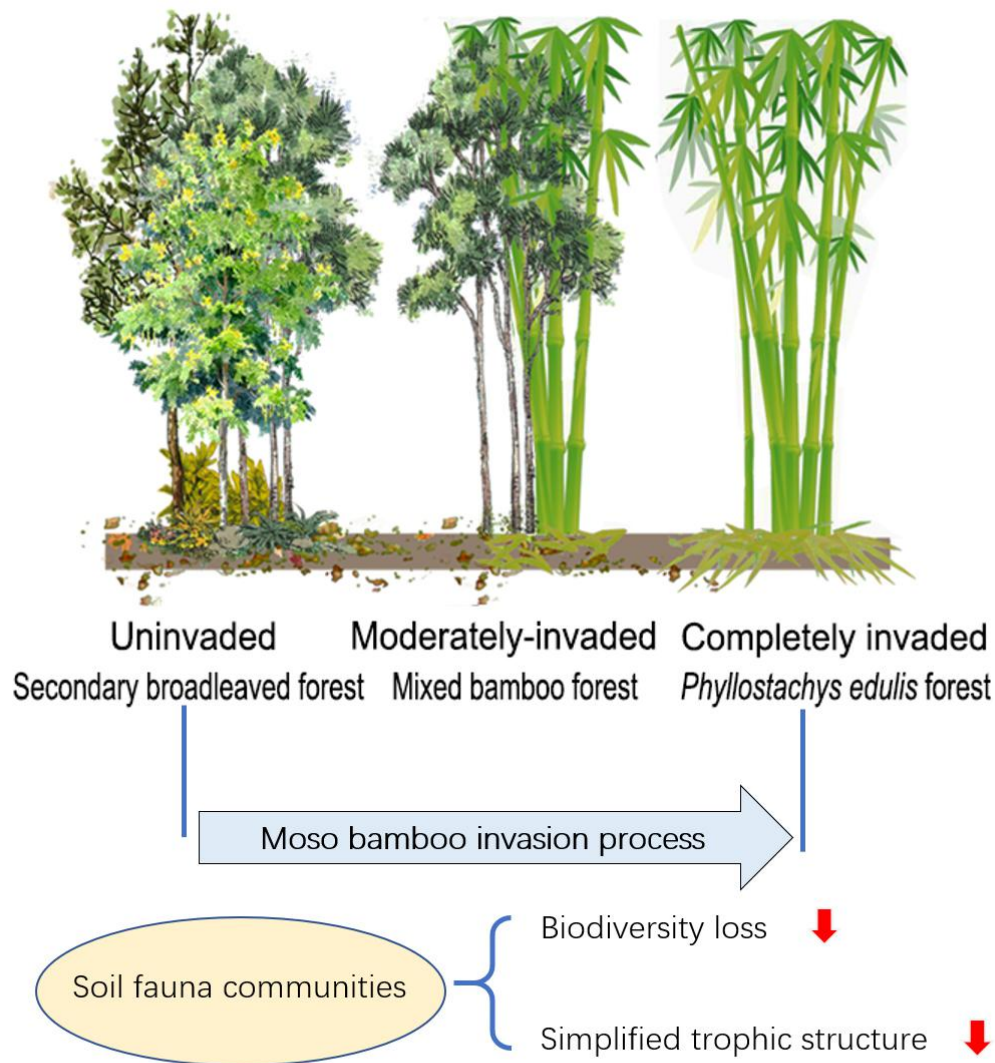 Uninvaded Moderately-invaded Completely invaded
Secondary broadleaved forest Mixed bamboo forest Phyllostachys edulis forest
Moso bamboo invasion process
Biodiversity loss
Soil fauna communities
Simplified trophic structure